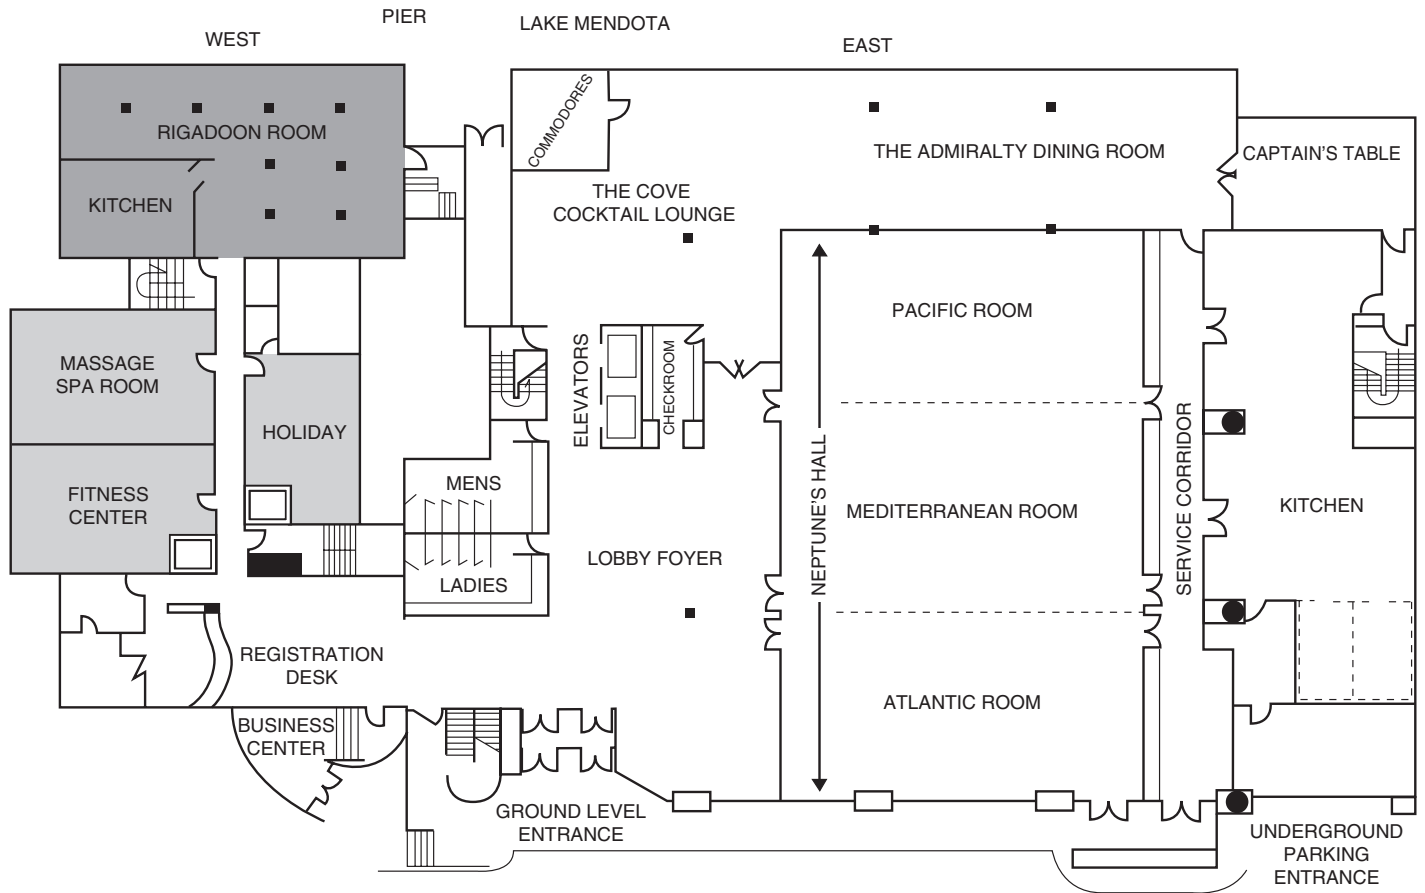 PIER
LAKE MENDOTA
WEST
EAST
COMMODORES
RIGADOON ROOM
THE ADMIRALTY DINING ROOM
CAPTAIN'S TABLE
KITCHEN
THE COVE
COCKTAIL LOUNGE
PACIFIC ROOM
MASSAGE
SPA ROOM
ELEVATORS
CHECKROOM
HOLIDAY
NEPTUNE'S HALL
SERVICE CORRIDOR
FITNESS
CENTER
MENS
MEDITERRANEAN ROOM
KITCHEN
LOBBY FOYER
LADIES
REGISTRATION
DESK
ATLANTIC ROOM
BUSINESS
CENTER
GROUND LEVEL
ENTRANCE
UNDERGROUND
PARKING
ENTRANCE